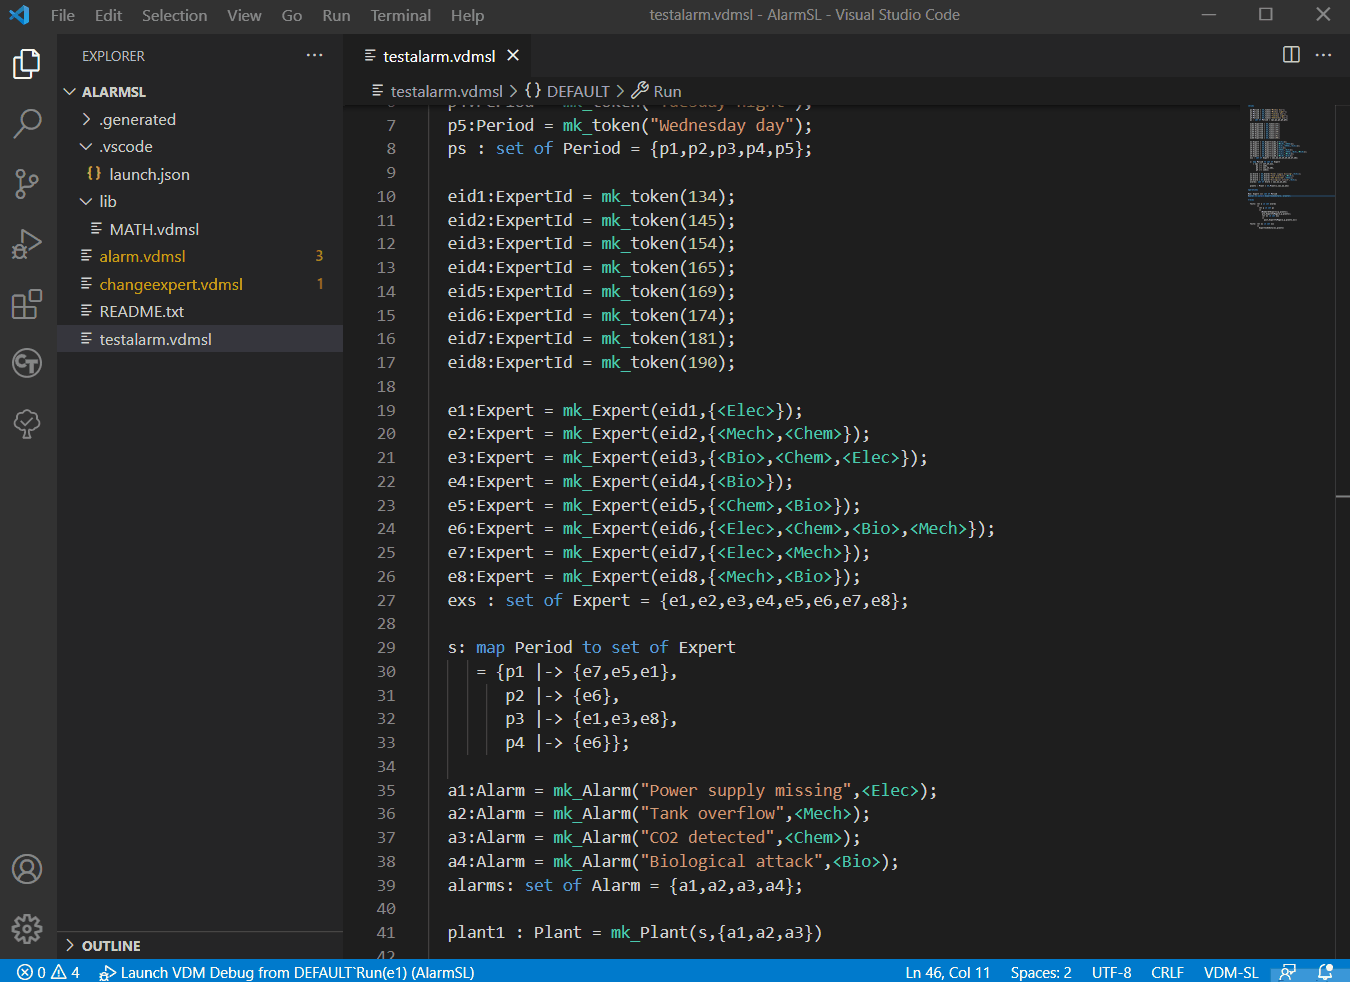 File Edit Selection View Go Run Terminal Help testalarm.vdmsl - AlarmSL - Visual Studio Code
EXPLORER
ALARMSL
.generated
.vscode
{} launch.json
lib
MATH.vdmsl
alarm.vdmsl 3
changeexpert.vdmsl 1
README.txt
testalarm.vdmsl
OUTLINE
testalarm.vdmsl
testalarm.vdmsl > {} DEFAULT > Run
7 p5:Period = mk_token("Wednesday day");
8 ps : set of Period = {p1,p2,p3,p4,p5};
9
10 eid1:ExpertId = mk_token(134);
11 eid2:ExpertId = mk_token(145);
12 eid3:ExpertId = mk_token(154);
13 eid4:ExpertId = mk_token(165);
14 eid5:ExpertId = mk_token(169);
15 eid6:ExpertId = mk_token(174);
16 eid7:ExpertId = mk_token(181);
17 eid8:ExpertId = mk_token(190);
18
19 e1:Expert = mk_Expert(eid1,{<Elec>});
20 e2:Expert = mk_Expert(eid2,{<Mech>,<Chem>});
21 e3:Expert = mk_Expert(eid3,{<Bio>,<Chem>,<Elec>});
22 e4:Expert = mk_Expert(eid4,{<Bio>});
23 e5:Expert = mk_Expert(eid5,{<Chem>,<Bio>});
24 e6:Expert = mk_Expert(eid6,{<Elec>,<Chem>,<Bio>,<Mech>});
25 e7:Expert = mk_Expert(eid7,{<Elec>,<Mech>});
26 e8:Expert = mk_Expert(eid8,{<Mech>,<Bio>});
27 exs : set of Expert = {e1,e2,e3,e4,e5,e6,e7,e8};
28
29 s: map Period to set of Expert
30 = {p1 |-> {e7,e5,e1},
31 p2 |-> {e6},
32 p3 |-> {e1,e3,e8},
33 p4 |-> {e6}};
34
35 a1:Alarm = mk_Alarm("Power supply missing",<Elec>);
36 a2:Alarm = mk_Alarm("Tank overflow",<Mech>);
37 a3:Alarm = mk_Alarm("CO2 detected",<Chem>);
38 a4:Alarm = mk_Alarm("Biological attack",<Bio>);
39 alarms: set of Alarm = {a1,a2,a3,a4};
40
41 plant1 : Plant = mk_Plant(s,{a1,a2,a3})
42
0 4 Launch VDM Debug from DEFAULT`Run(e1) (AlarmSL) Ln 46, Col 11 Spaces: 2 UTF-8 CRLF VDM-SL